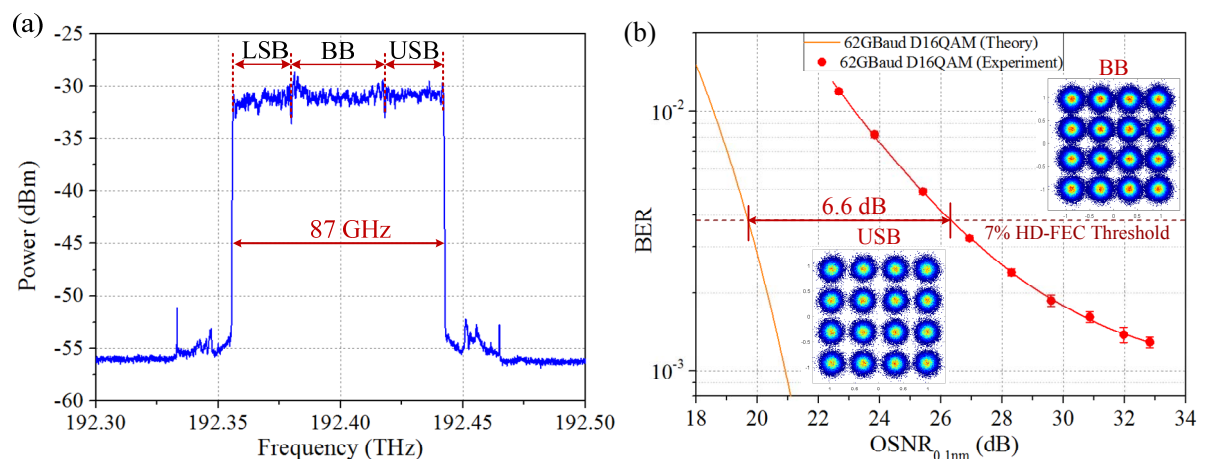 (a)
LSB BB USB
-25
-30
-35
-40
-45
-50
-55
-60
Power (dBm)
87 GHz
192.30 192.35 192.40 192.45 192.50
Frequency (THz)
(b)
62GBaud D16QAM (Theory)
62GBaud D16QAM (Experiment)
BB
10⁻²
10⁻³
BER
6.6 dB
USB
7% HD-FEC Threshold
18 20 22 24 26 28 30 32 34
OSNR₀.₁ₙₘ (dB)